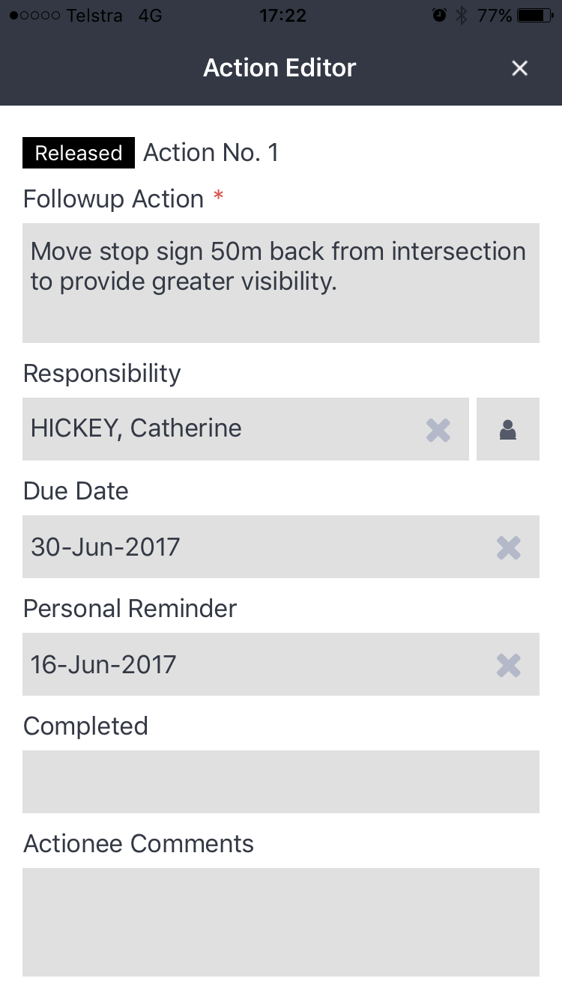 Telstra 4G 17:22 77%
Action Editor
Released Action No. 1
Followup Action *
Move stop sign 50m back from intersection
to provide greater visibility.
Responsibility
HICKEY, Catherine
Due Date
30-Jun-2017
Personal Reminder
16-Jun-2017
Completed
Actionee Comments